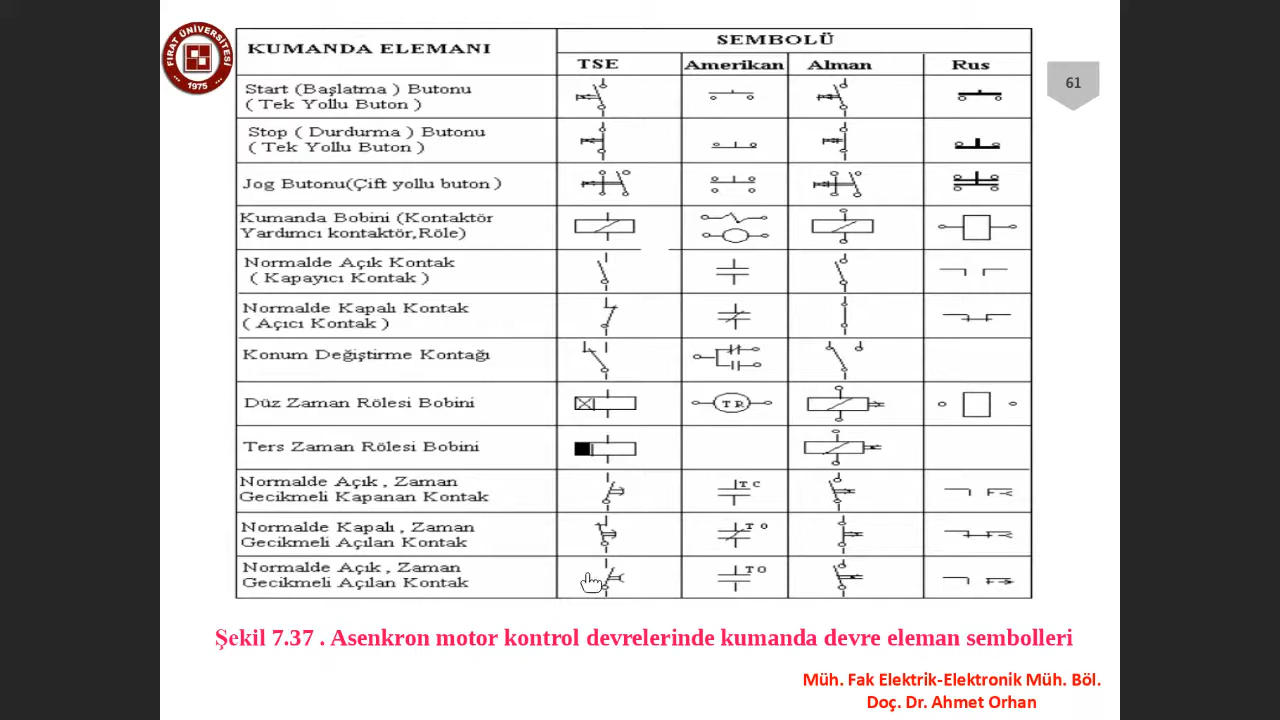 FIRAT ÜNİVERSİTESİ
1975
KUMANDA ELEMANI
SEMBOLÜ
TSE
Amerikan
Alman
Rus
61
Start (Başlatma ) Butonu
( Tek Yollu Buton )
Stop ( Durdurma ) Butonu
( Tek Yollu Buton )
Jog Butonu(Çift yollu buton )
Kumanda Bobini (Kontaktör
Yardımcı kontaktör,Röle)
Normalde Açık Kontak
( Kapayıcı Kontak )
Normalde Kapalı Kontak
( Açıcı Kontak )
Konum Değiştirme Kontağı
Düz Zaman Rölesi Bobini
T R
Ters Zaman Rölesi Bobini
Normalde Açık , Zaman
Gecikmeli Kapanan Kontak
T C
Normalde Kapalı , Zaman
Gecikmeli Açılan Kontak
T O
Normalde Açık , Zaman
Gecikmeli Açılan Kontak
T O
Şekil 7.37 . Asenkron motor kontrol devrelerinde kumanda devre eleman sembolleri
Müh. Fak Elektrik-Elektronik Müh. Böl.
Doç. Dr. Ahmet Orhan